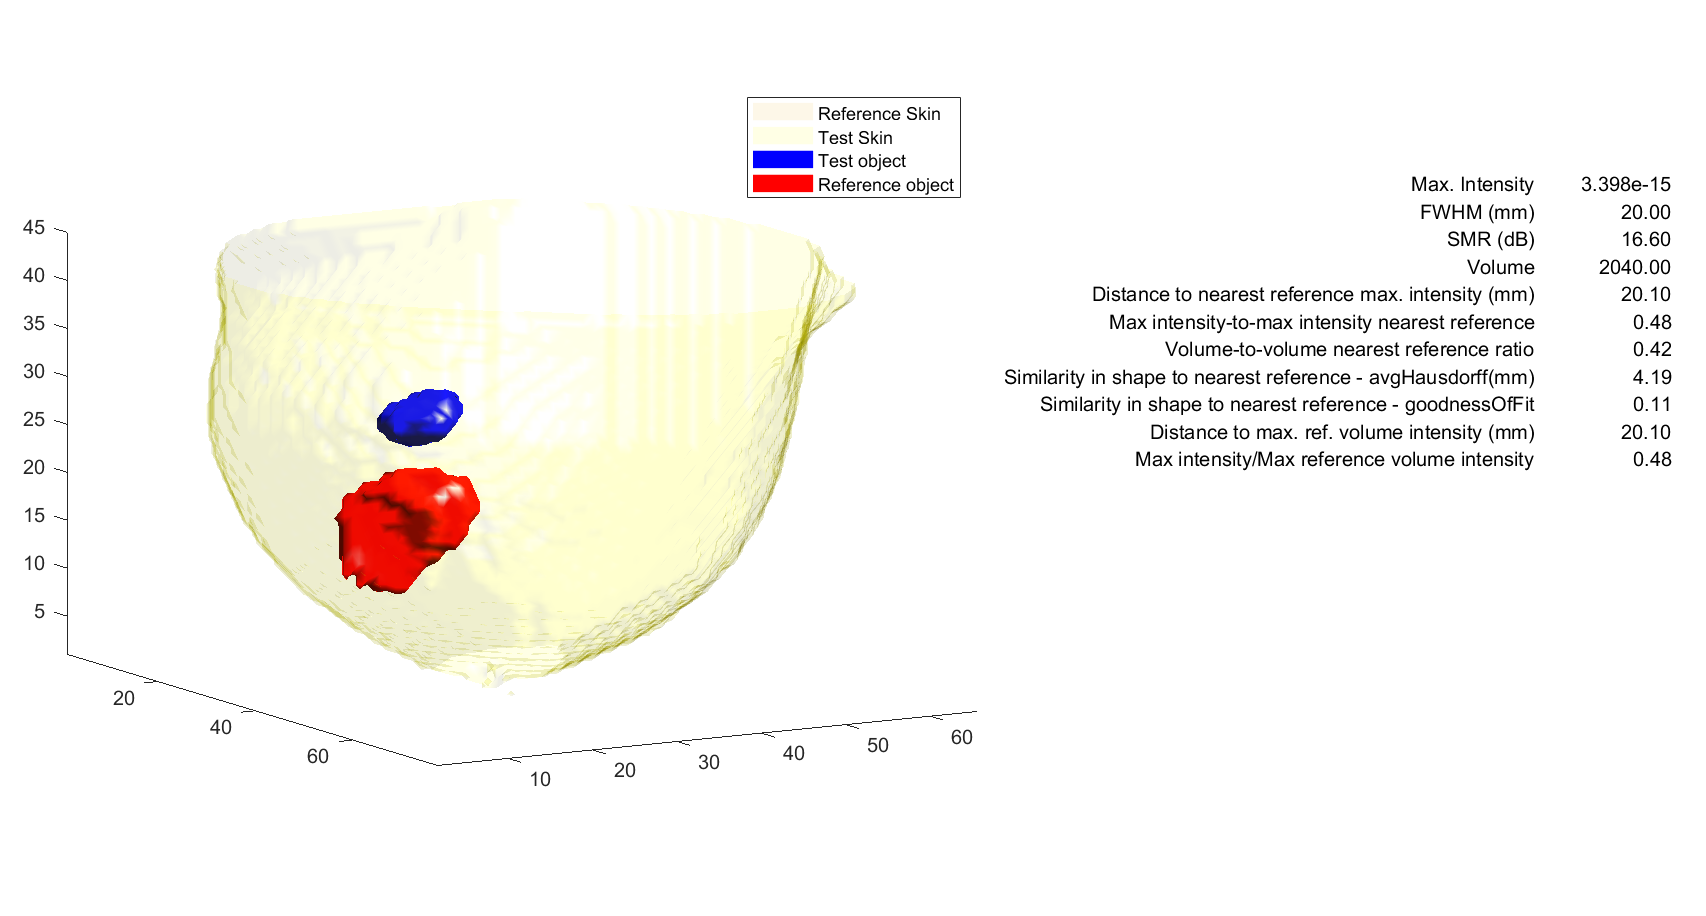 Reference Skin
Test Skin
Test object
Reference object
Max. Intensity 3.398e-15
FWHM (mm) 20.00
SMR (dB) 16.60
Volume 2040.00
Distance to nearest reference max. intensity (mm) 20.10
Max intensity-to-max intensity nearest reference 0.48
Volume-to-volume nearest reference ratio 0.42
Similarity in shape to nearest reference - avgHausdorff(mm) 4.19
Similarity in shape to nearest reference - goodnessOfFit 0.11
Distance to max. ref. volume intensity (mm) 20.10
Max intensity/Max reference volume intensity 0.48
45
40
35
30
25
20
15
10
5
20
40
60
10
20
30
40
50
60